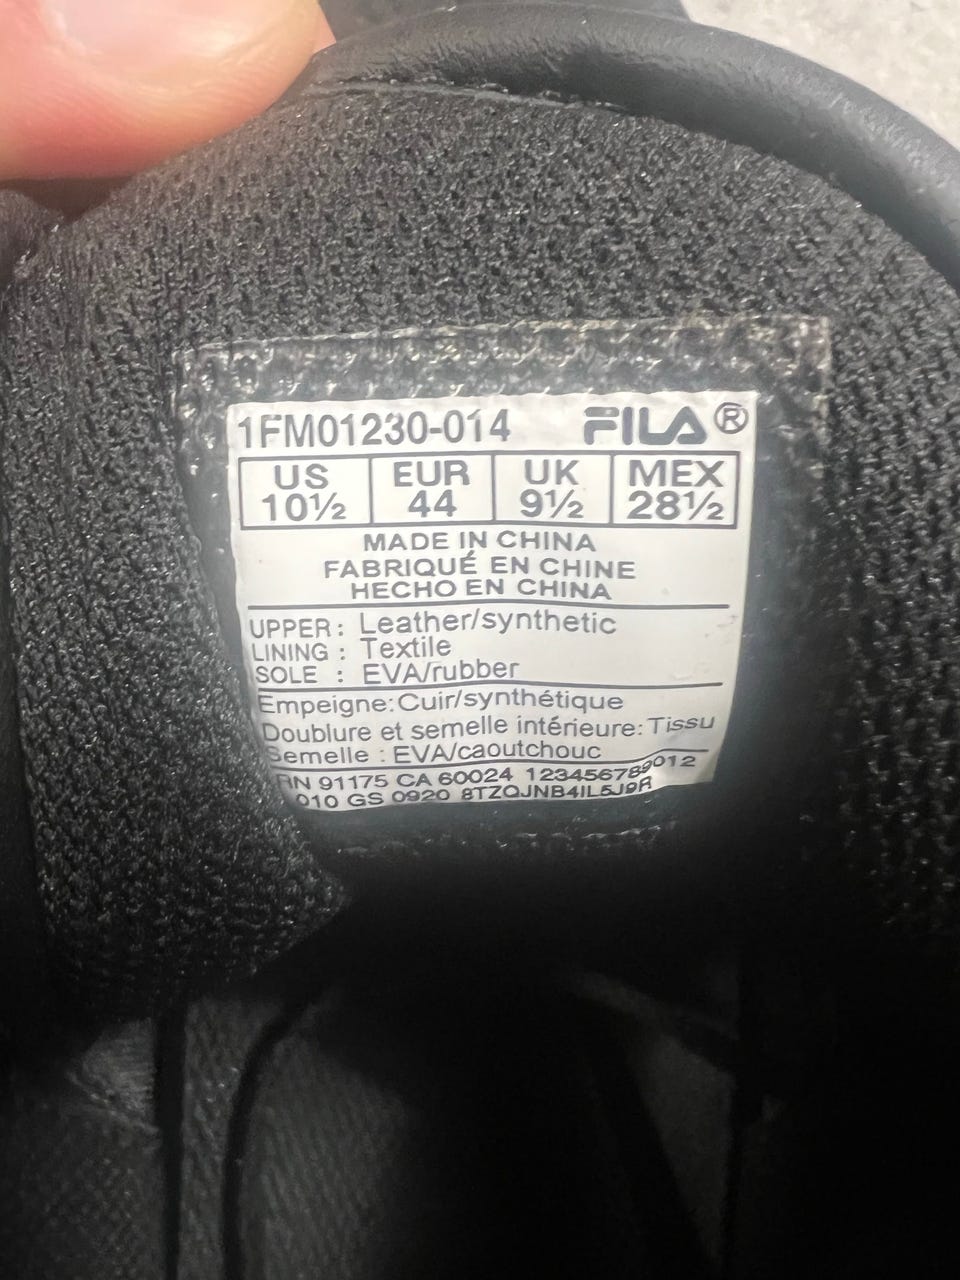 1FM01230-014 FILA®
US EUR UK MEX
10½ 44 9½ 28½
MADE IN CHINA
FABRIQUÉ EN CHINE
HECHO EN CHINA
UPPER : Leather/synthetic
LINING : Textile
SOLE : EVA/rubber
Empeigne: Cuir/synthétique
Doublure et semelle intérieure: Tissu
Semelle : EVA/caoutchouc
RN 91175 CA 60024 123456789012
010 GS 0920 8TZQJNB4IL5J9R